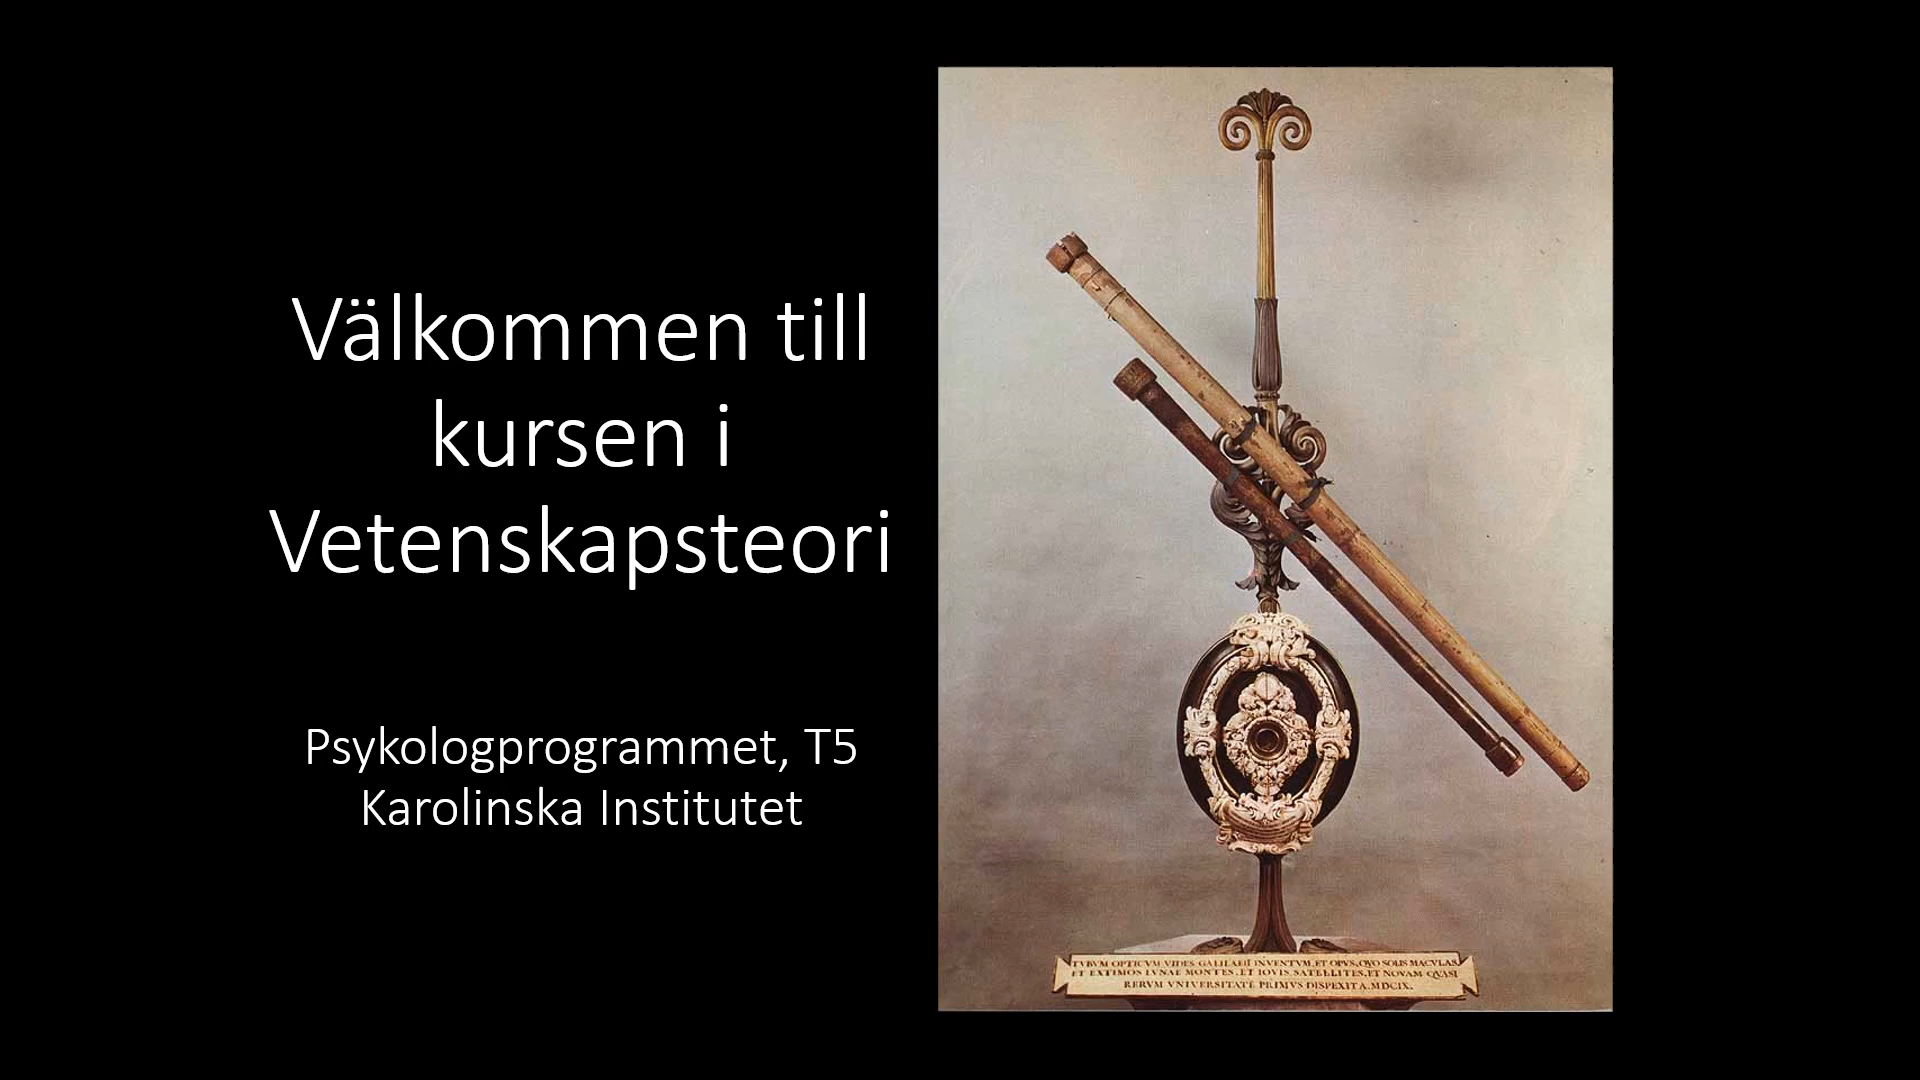 Välkommen till
kursen i
Vetenskapsteori
Psykologprogrammet, T5
Karolinska Institutet
TVBVM OPTICVM VIDES GALILAEII INVENTVM, ET OPVS, QVO SOLIS MACVLAS,
ET EXTIMOS LVNAE MONTES, ET IOVIS SATELLITES, ET NOVAM QVASI
RERVM VNIVERSITATE PRIMVS DISPEXIT A. MDCIX.